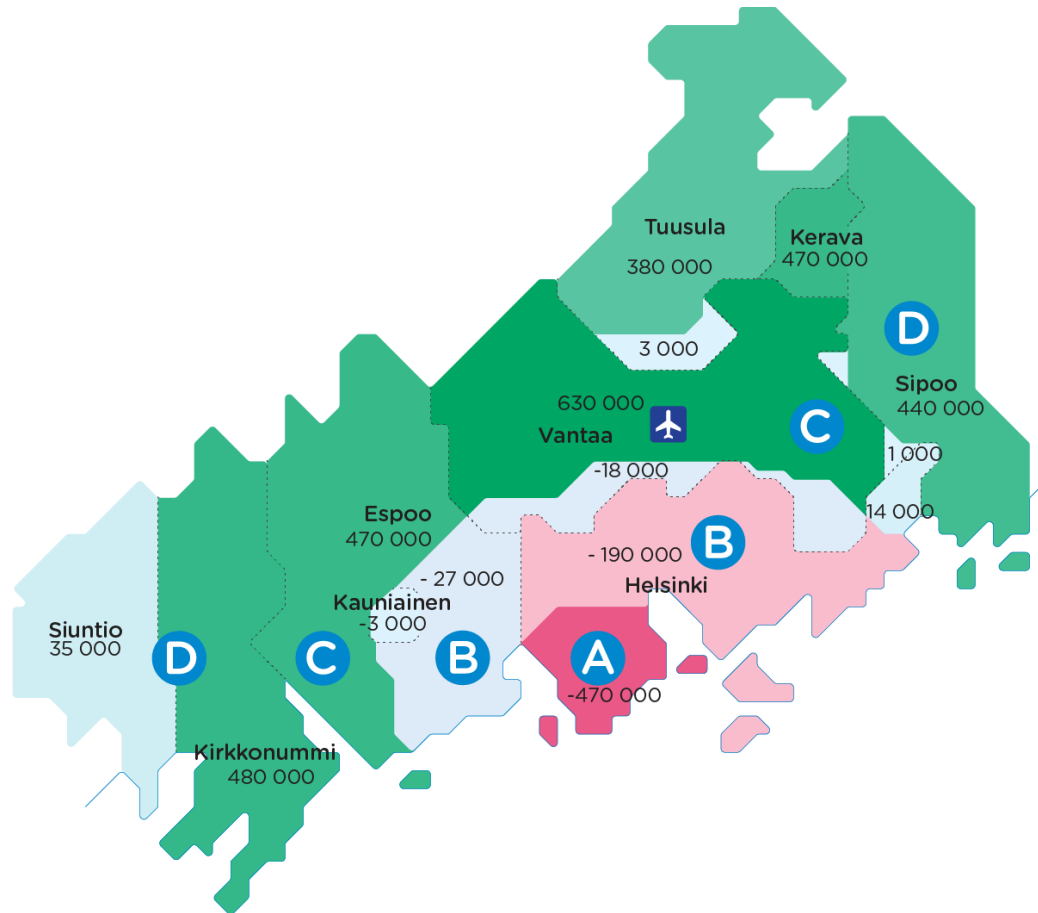 Tuusula
380 000
Kerava
470 000
D
3 000
Sipoo
440 000
630 000
Vantaa
C
1 000
-18 000
14 000
Espoo
470 000
- 190 000
B
Helsinki
- 27 000
Kauniainen
-3 000
Siuntio
35 000
D
C
B
A
-470 000
Kirkkonummi
480 000